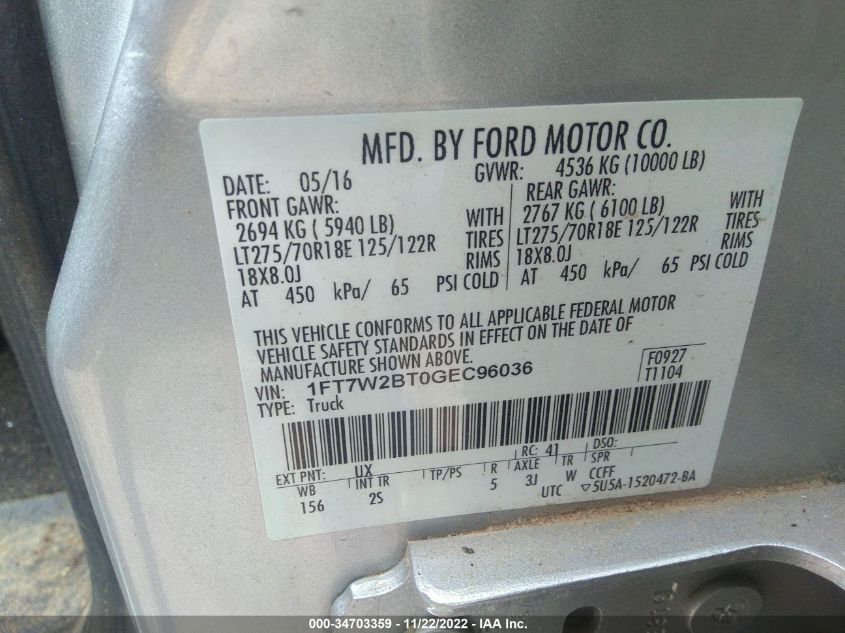 MFD. BY FORD MOTOR CO.
DATE: 05/16 GVWR: 4536 KG (10000 LB)
FRONT GAWR: REAR GAWR:
2694 KG ( 5940 LB) WITH 2767 KG ( 6100 LB) WITH
LT275/70R18E 125/122R TIRES LT275/70R18E 125/122R TIRES
18X8.0J RIMS 18X8.0J RIMS
AT 450 kPa/ 65 PSI COLD AT 450 kPa/ 65 PSI COLD
THIS VEHICLE CONFORMS TO ALL APPLICABLE FEDERAL MOTOR
VEHICLE SAFETY STANDARDS IN EFFECT ON THE DATE OF
MANUFACTURE SHOWN ABOVE.
VIN: 1FT7W2BT0GEC96036 F0927
TYPE: Truck T1104
EXT PNT: UX RC: 41 DSO:
WB INT TR TP/PS R AXLE TR SPR
156 2S 5 3J W CCFF
UTC ▽5U5A-1520472-BA
000-34703359 - 11/22/2022 - IAAI.com